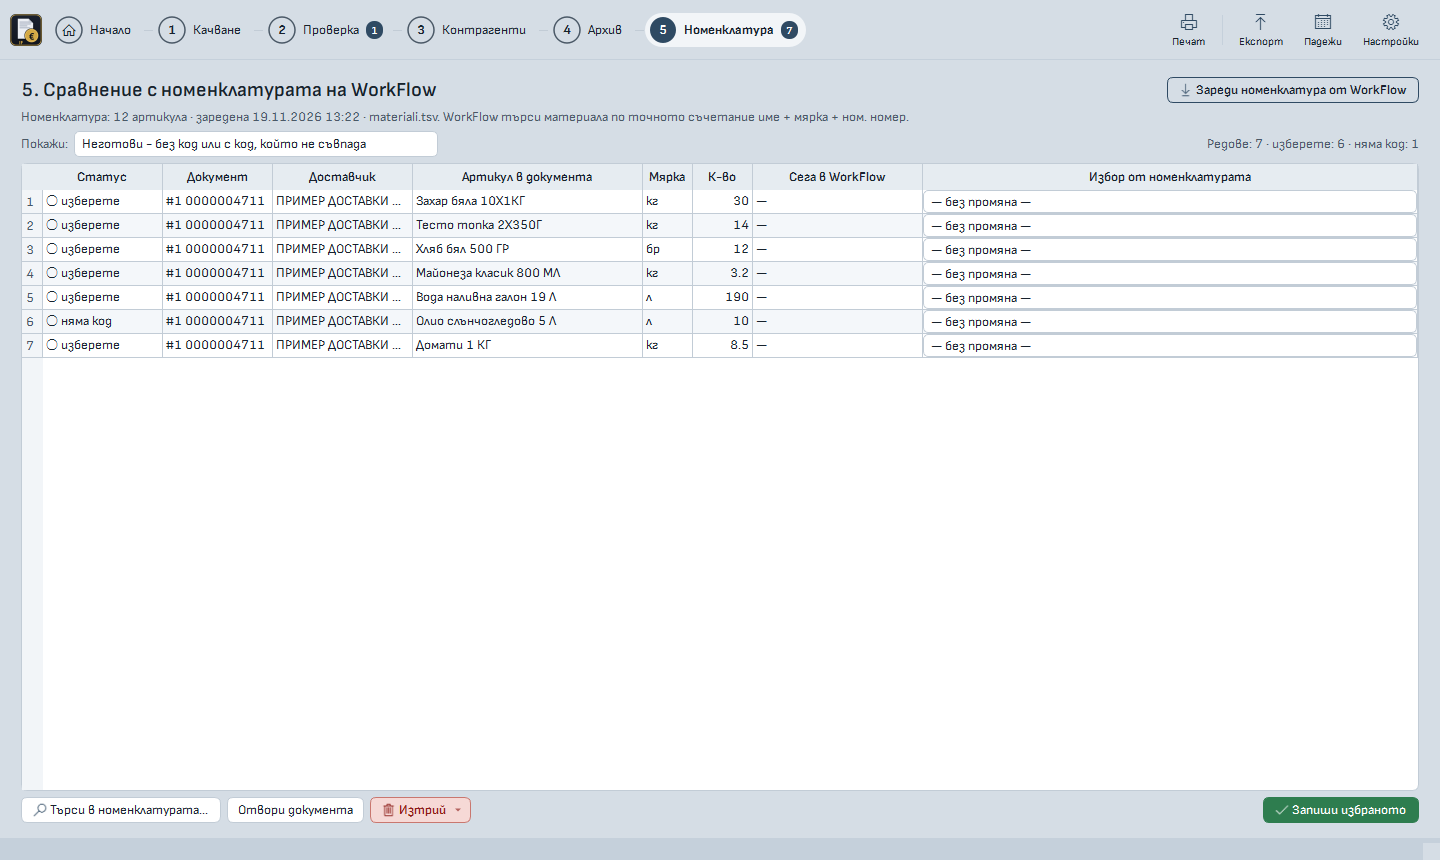 Начало
1 Качване
2 Проверка 1
3 Контрагенти
4 Архив
5 Номенклатура 7
Печат
Експорт
Падежи
Настройки
5. Сравнение с номенклатурата на WorkFlow
Зареди номенклатура от WorkFlow
Номенклатура: 12 артикула · заредена 19.11.2026 13:22 · materiali.tsv. WorkFlow търси материала по точното съчетание име + мярка + ном. номер.
Покажи: Неготови – без код или с код, който не съвпада
Редове: 7 · изберете: 6 · няма код: 1
Статус Документ Доставчик Артикул в документа Мярка К-во Сега в WorkFlow Избор от номенклатурата
1 изберете #1 0000004711 ПРИМЕР ДОСТАВКИ ... Захар бяла 10X1КГ кг 30 — — без промяна —
2 изберете #1 0000004711 ПРИМЕР ДОСТАВКИ ... Тесто топка 2X350Г кг 14 — — без промяна —
3 изберете #1 0000004711 ПРИМЕР ДОСТАВКИ ... Хляб бял 500 ГР бр 12 — — без промяна —
4 изберете #1 0000004711 ПРИМЕР ДОСТАВКИ ... Майонеза класик 800 МЛ кг 3.2 — — без промяна —
5 изберете #1 0000004711 ПРИМЕР ДОСТАВКИ ... Вода наливна галон 19 Л л 190 — — без промяна —
6 няма код #1 0000004711 ПРИМЕР ДОСТАВКИ ... Олио слънчогледово 5 Л л 10 — — без промяна —
7 изберете #1 0000004711 ПРИМЕР ДОСТАВКИ ... Домати 1 КГ кг 8.5 — — без промяна —
Търси в номенклатурата... Отвори документа Изтрий Запиши избраното